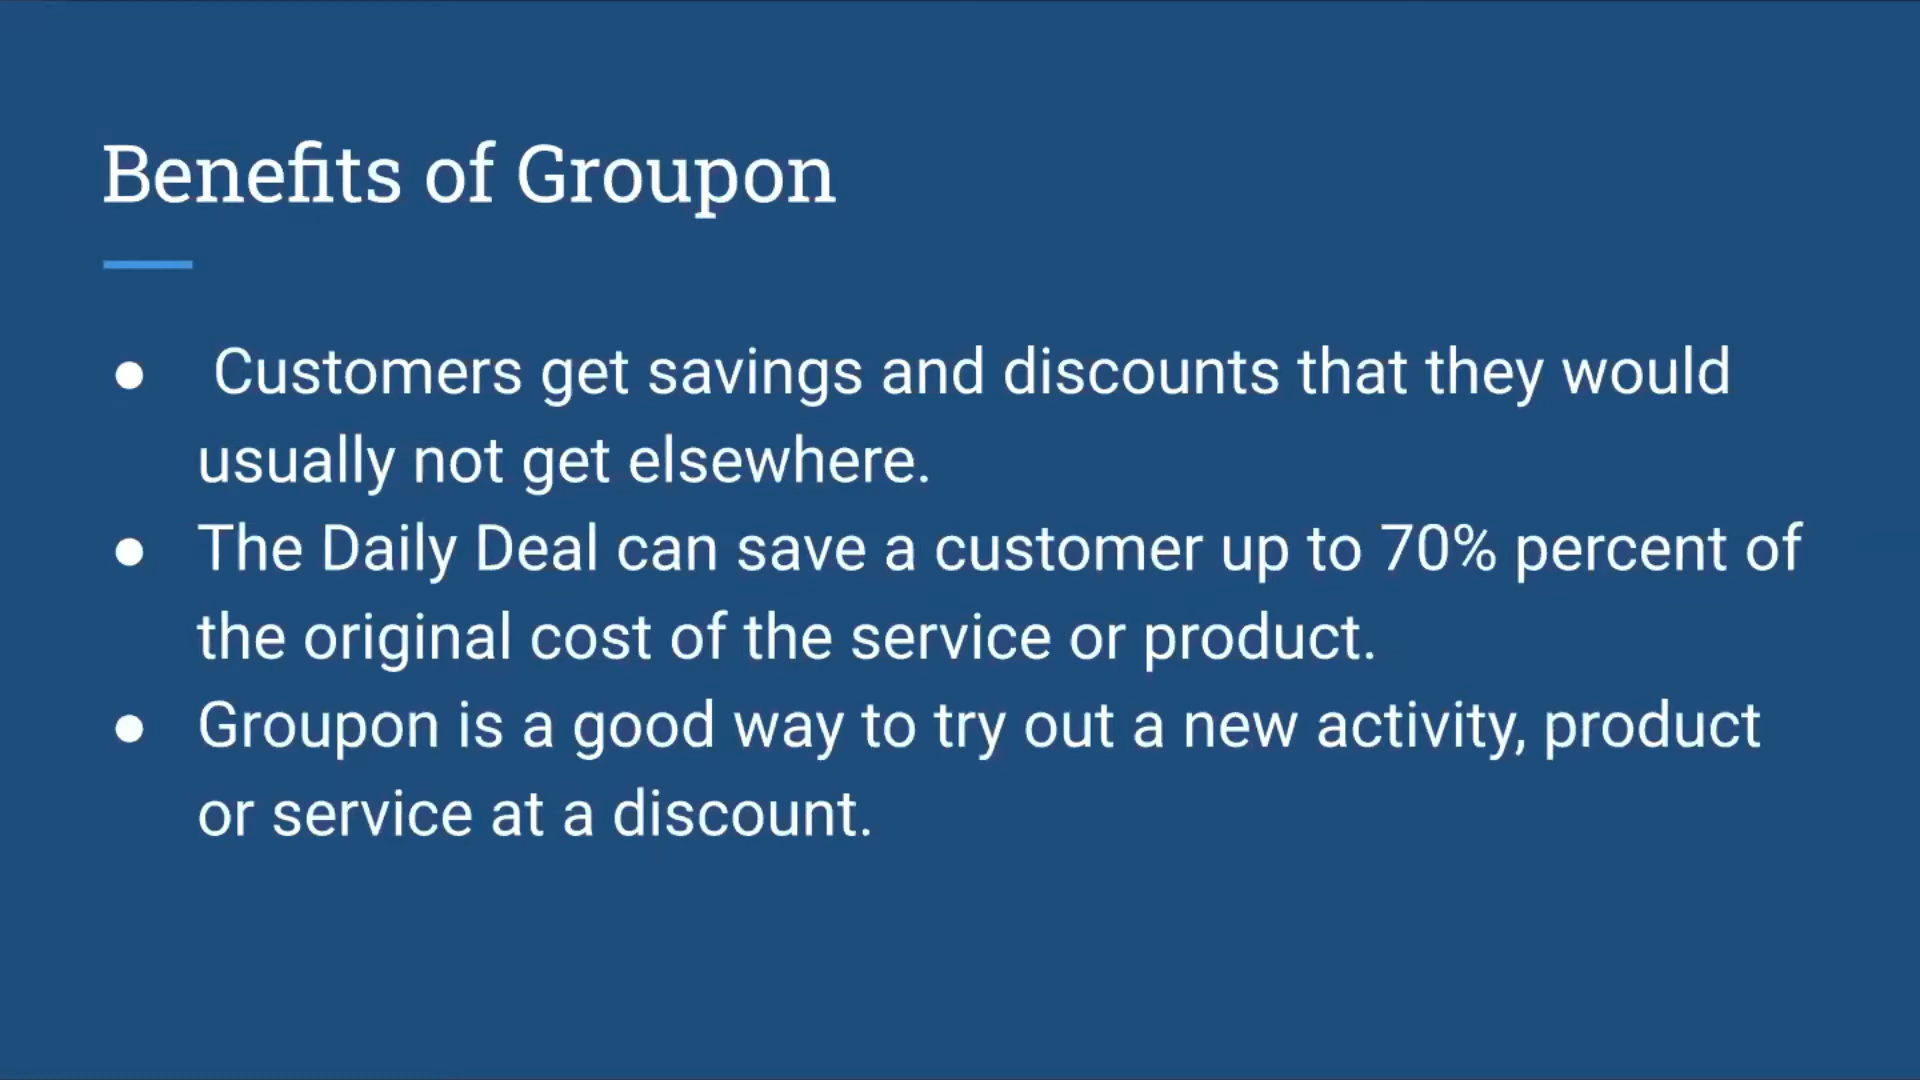 Benefits of Groupon
● Customers get savings and discounts that they would
usually not get elsewhere.
● The Daily Deal can save a customer up to 70% percent of
the original cost of the service or product.
● Groupon is a good way to try out a new activity, product
or service at a discount.